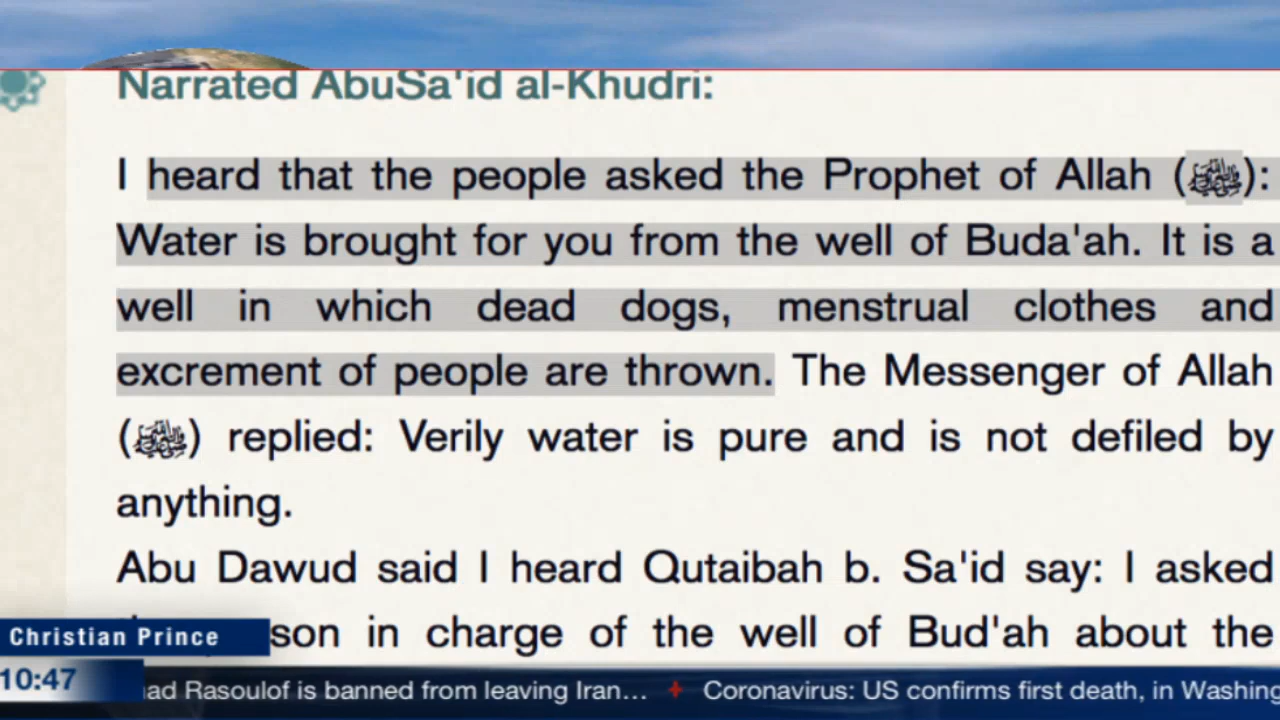 Narrated AbuSa'id al-Khudri:
I heard that the people asked the Prophet of Allah (ﷺ):
Water is brought for you from the well of Buda'ah. It is a
well in which dead dogs, menstrual clothes and
excrement of people are thrown. The Messenger of Allah
(ﷺ) replied: Verily water is pure and is not defiled by
anything.
Abu Dawud said I heard Qutaibah b. Sa'id say: I asked
son in charge of the well of Bud'ah about the
Christian Prince
10:47
ad Rasoulof is banned from leaving Iran... + Coronavirus: US confirms first death, in Washing